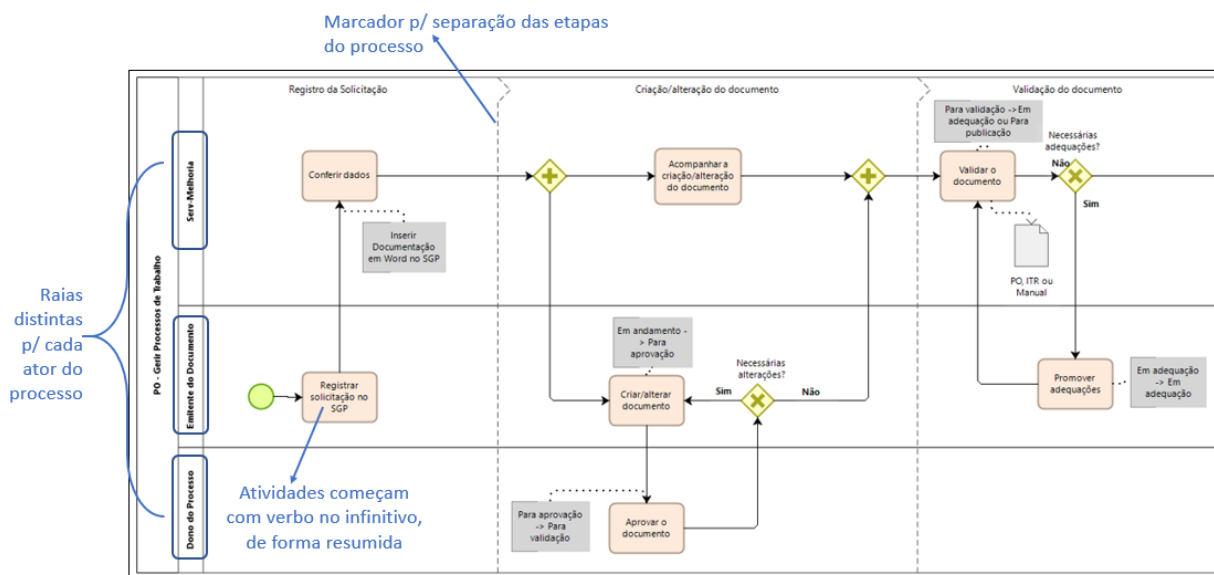 Marcador p/ separação das etapas
do processo
Registro da Solicitação
Criação/alteração do documento
Validação do documento
Raias
distintas
p/ cada
ator do
processo
PO - Gerir Processos de Trabalho
Serv-Melhoria
Conferir dados
Inserir
Documentação
em Word no SGP
Acompanhar a
criação/alteração
do documento
Para validação ->Em
adequação ou Para
publicação
Validar o
documento
Necessárias
adequações?
Não
Sim
PO, ITR ou
Manual
Emitente do Documento
Registrar
solicitação no
SGP
Em andamento -
> Para
aprovação
Criar/alterar
documento
Necessárias
alterações?
Sim
Não
Promover
adequações
Em adequação
-> Em
adequação
Dono do Processo
Atividades começam
com verbo no infinitivo,
de forma resumida
Para aprovação
-> Para
validação
Aprovar o
documento